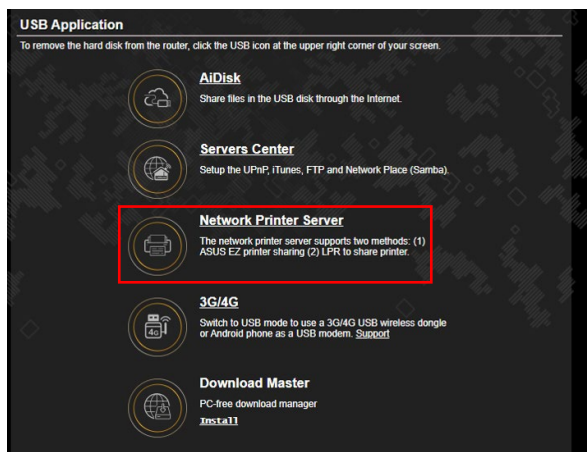 USB Application
To remove the hard disk from the router, click the USB icon at the upper right corner of your screen.
AiDisk
Share files in the USB disk through the Internet.
Servers Center
Setup the UPnP, iTunes, FTP and Network Place (Samba).
Network Printer Server
The network printer server supports two methods: (1)
ASUS EZ printer sharing (2) LPR to share printer.
3G/4G
4G
Switch to USB mode to use a 3G/4G USB wireless dongle
or Android phone as a USB modem. Support
Download Master
PC-free download manager
Install